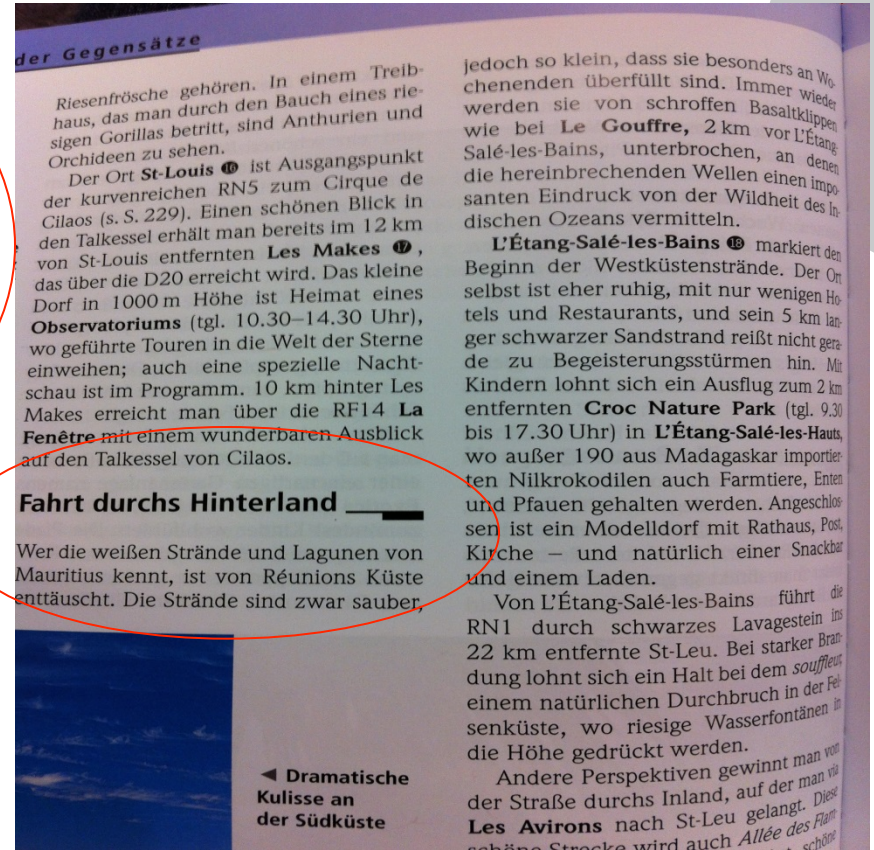 der Gegensätze
Riesenfrösche gehören. In einem Treib-
haus, das man durch den Bauch eines rie-
sigen Gorillas betritt, sind Anthurien und
Orchideen zu sehen.
Der Ort St-Louis ⓰ ist Ausgangspunkt
der kurvenreichen RN5 zum Cirque de
Cilaos (s. S. 229). Einen schönen Blick in
den Talkessel erhält man bereits im 12 km
von St-Louis entfernten Les Makes ⓱,
das über die D20 erreicht wird. Das kleine
Dorf in 1000 m Höhe ist Heimat eines
Observatoriums (tgl. 10.30–14.30 Uhr),
wo geführte Touren in die Welt der Sterne
einweihen; auch eine spezielle Nacht-
schau ist im Programm. 10 km hinter Les
Makes erreicht man über die RF14 La
Fenêtre mit einem wunderbaren Ausblick
auf den Talkessel von Cilaos.
Fahrt durchs Hinterland
Wer die weißen Strände und Lagunen von
Mauritius kennt, ist von Réunions Küste
enttäuscht. Die Strände sind zwar sauber,
◄ Dramatische
Kulisse an
der Südküste
jedoch so klein, dass sie besonders an Wo-
chenenden überfüllt sind. Immer wieder
werden sie von schroffen Basaltklippen
wie bei Le Gouffre, 2 km vor L'Étang-
Salé-les-Bains, unterbrochen, an denen
die hereinbrechenden Wellen einen impo-
santen Eindruck von der Wildheit des In-
dischen Ozeans vermitteln.
L'Étang-Salé-les-Bains ⓲ markiert den
Beginn der Westküstenstrände. Der Ort
selbst ist eher ruhig, mit nur wenigen Ho-
tels und Restaurants, und sein 5 km lan-
ger schwarzer Sandstrand reißt nicht gera-
de zu Begeisterungsstürmen hin. Mit
Kindern lohnt sich ein Ausflug zum 2 km
entfernten Croc Nature Park (tgl. 9.30
bis 17.30 Uhr) in L'Étang-Salé-les-Hauts,
wo außer 190 aus Madagaskar importier-
ten Nilkrokodilen auch Farmtiere, Enten
und Pfauen gehalten werden. Angeschlos-
sen ist ein Modelldorf mit Rathaus, Post,
Kirche – und natürlich einer Snackbar
und einem Laden.
Von L'Étang-Salé-les-Bains führt die
RN1 durch schwarzes Lavagestein ins
22 km entfernte St-Leu. Bei starker Bran-
dung lohnt sich ein Halt bei dem souffleur,
einem natürlichen Durchbruch in der Fel-
senküste, wo riesige Wasserfontänen in
die Höhe gedrückt werden.
Andere Perspektiven gewinnt man von
der Straße durchs Inland, auf der man via
Les Avirons nach St-Leu gelangt. Diese
schöne Strecke wird auch Allée des Flam-
schöne